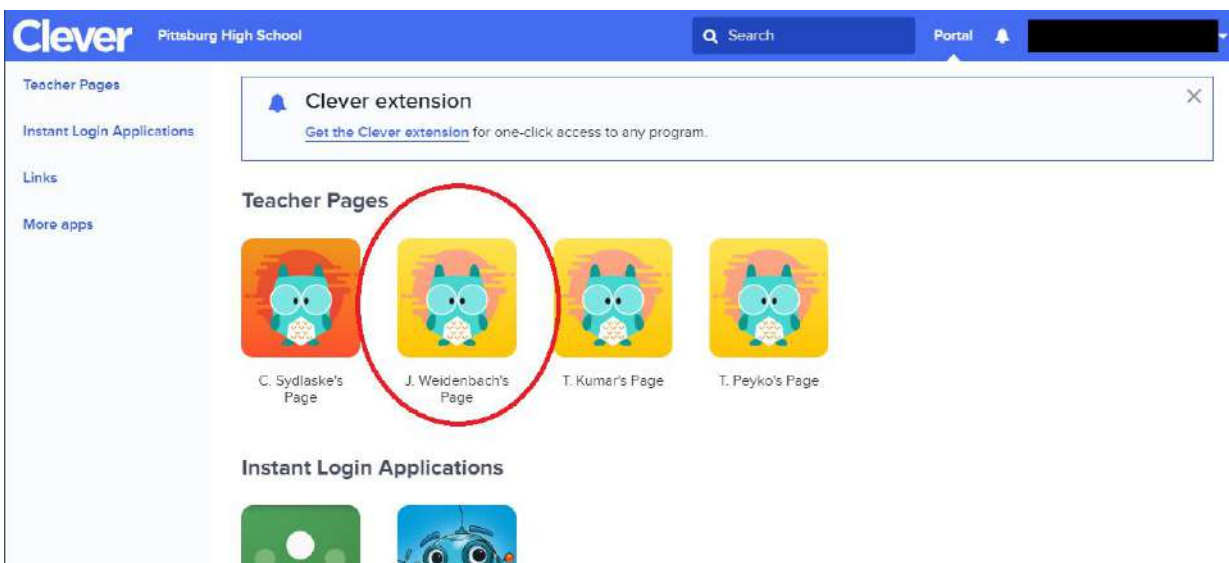 Clever Pittsburg High School Search Portal
Teacher Pages
Instant Login Applications
Links
More apps
Clever extension
Get the Clever extension for one-click access to any program.
Teacher Pages
C. Sydlaske's
Page
J. Weidenbach's
Page
T. Kumar's Page
T. Peyko's Page
Instant Login Applications